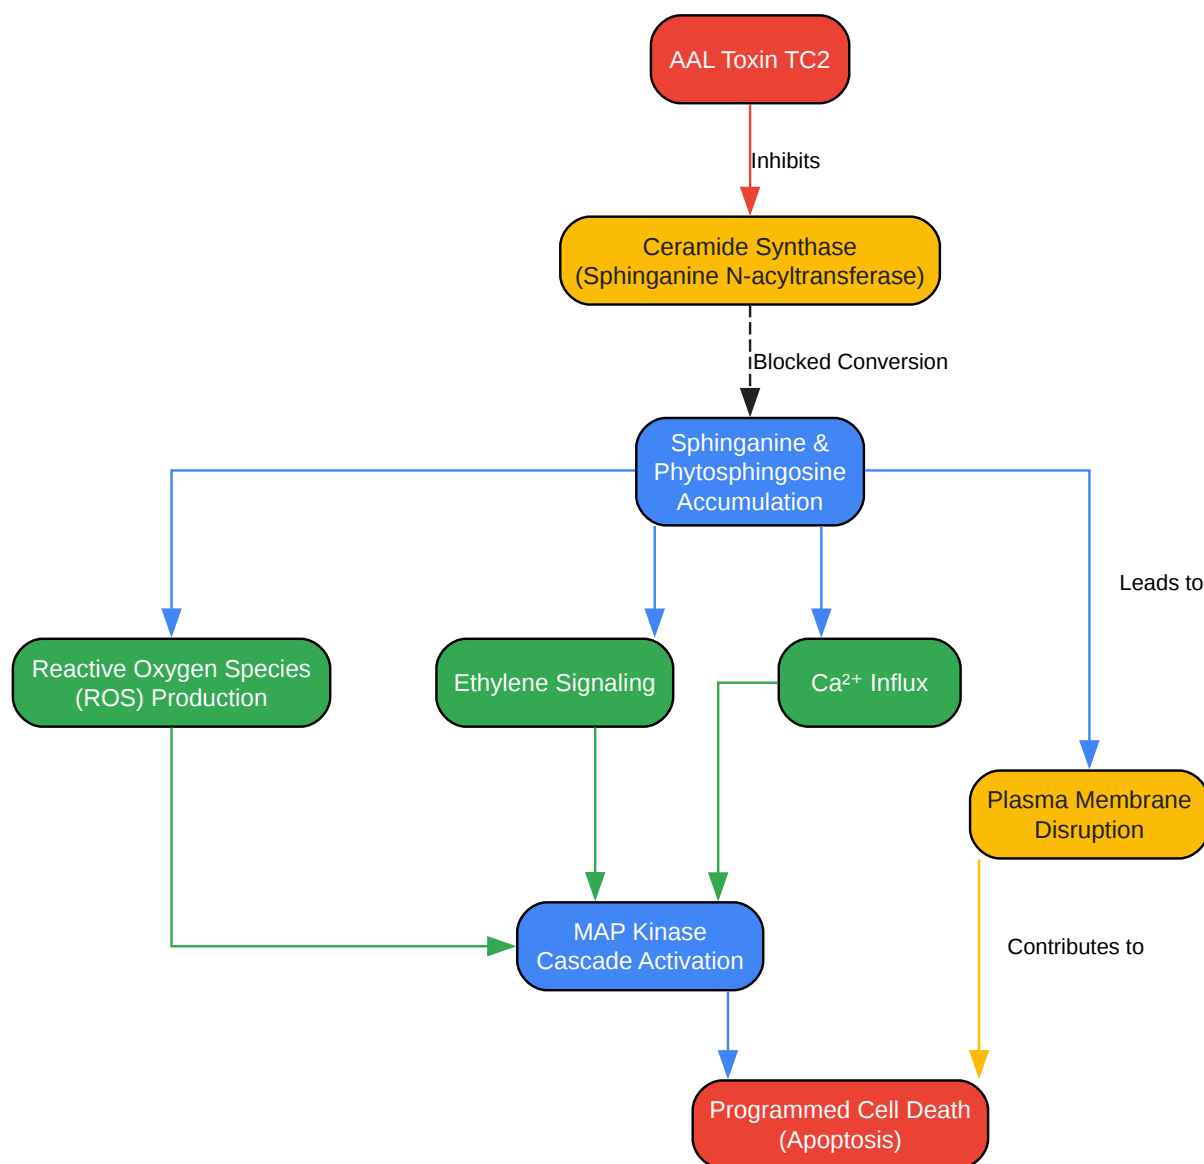 AAL Toxin TC2
Inhibits
Ceramide Synthase
(Sphinganine N-acyltransferase)
Blocked Conversion
Sphinganine &
Phytosphingosine
Accumulation
Leads to
Reactive Oxygen Species
(ROS) Production
Ethylene Signaling
Ca²⁺ Influx
Plasma Membrane
Disruption
MAP Kinase
Cascade Activation
Contributes to
Programmed Cell Death
(Apoptosis)